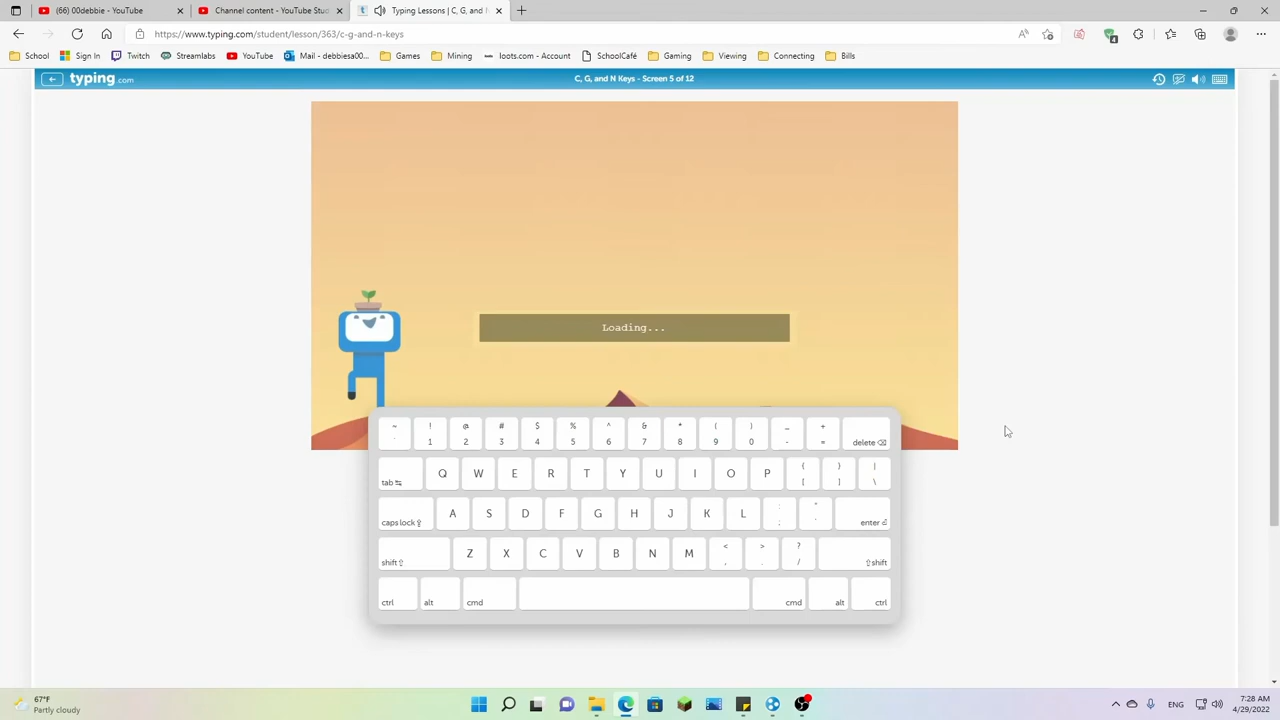 (66) 00debbie - YouTube
Channel content - YouTube Stud
Typing Lessons | C, G, and N
https://www.typing.com/student/lesson/363/c-g-and-n-keys
School
Sign In
Twitch
Streamlabs
YouTube
Mail - debbiesa00...
Games
Mining
loots.com - Account
SchoolCafé
Gaming
Viewing
Connecting
Bills
typing.com
C, G, and N Keys - Screen 5 of 12
Loading...
~ ! @ # $ % ^ & * ( ) _ +
` 1 2 3 4 5 6 7 8 9 0 - = delete
tab Q W E R T Y U I O P { [ } ] | \
caps lock A S D F G H J K L : ; " ' enter
shift Z X C V B N M < , > . ? / shift
ctrl alt cmd cmd alt ctrl
67°F
Partly cloudy
ENG
7:28 AM
4/29/2022